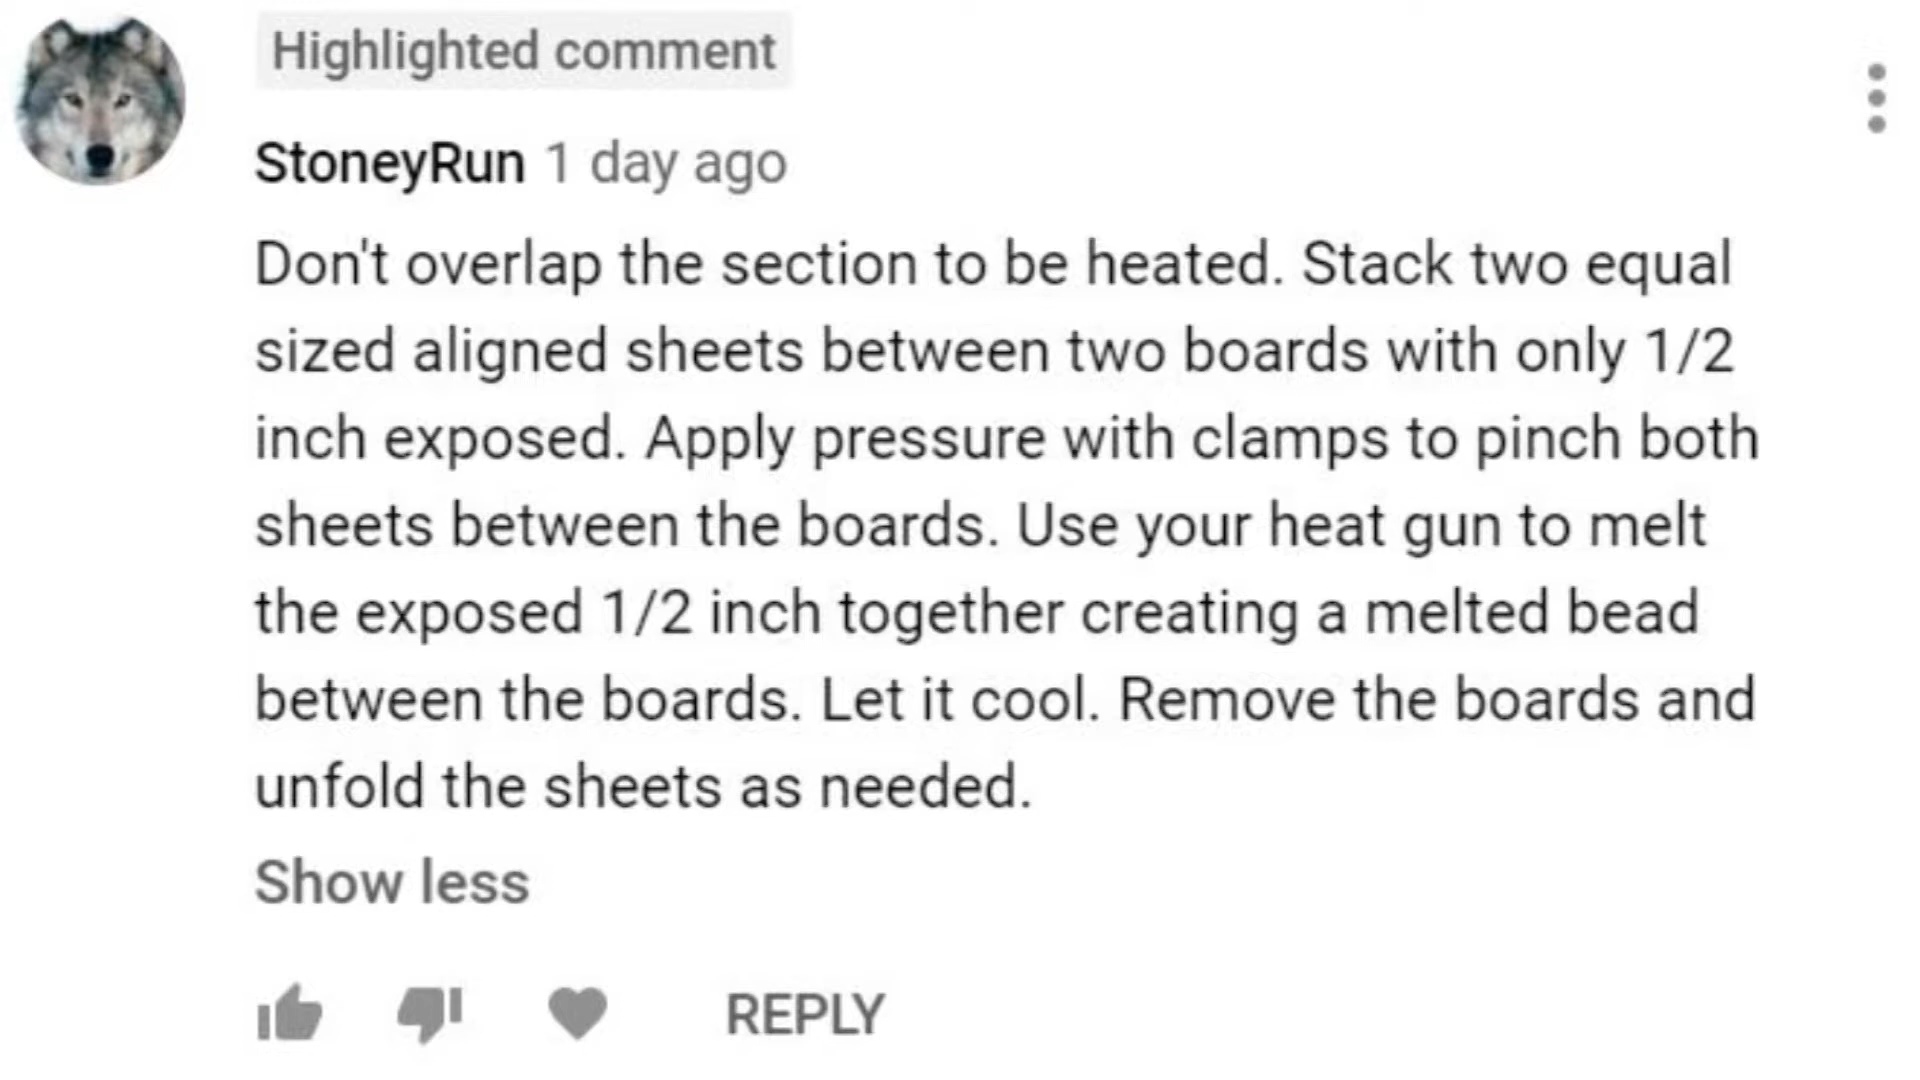 Highlighted comment
StoneyRun 1 day ago
Don't overlap the section to be heated. Stack two equal
sized aligned sheets between two boards with only 1/2
inch exposed. Apply pressure with clamps to pinch both
sheets between the boards. Use your heat gun to melt
the exposed 1/2 inch together creating a melted bead
between the boards. Let it cool. Remove the boards and
unfold the sheets as needed.
Show less
REPLY